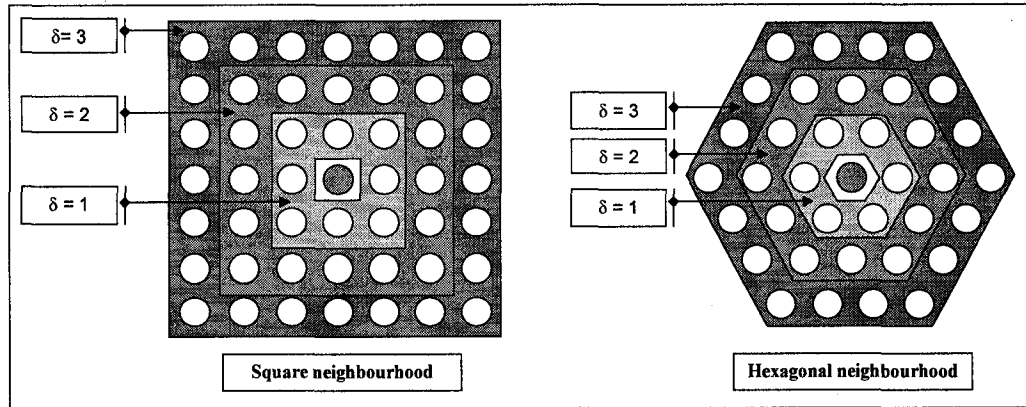 δ= 3
δ = 2
δ = 1
Square neighbourhood
δ = 3
δ = 2
δ = 1
Hexagonal neighbourhood